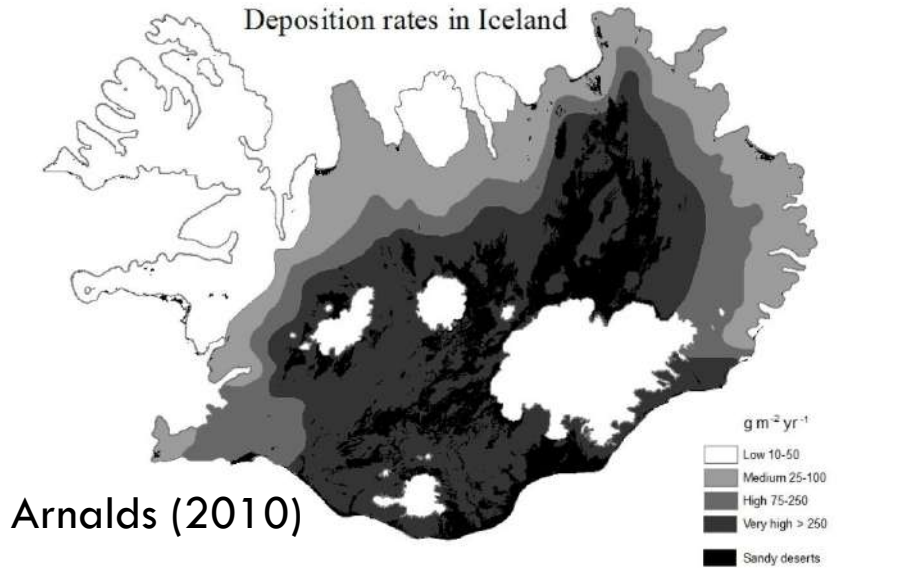 Deposition rates in Iceland
g m⁻² yr⁻¹
Low 10-50
Medium 25-100
High 75-250
Very high > 250
Sandy deserts
Arnalds (2010)